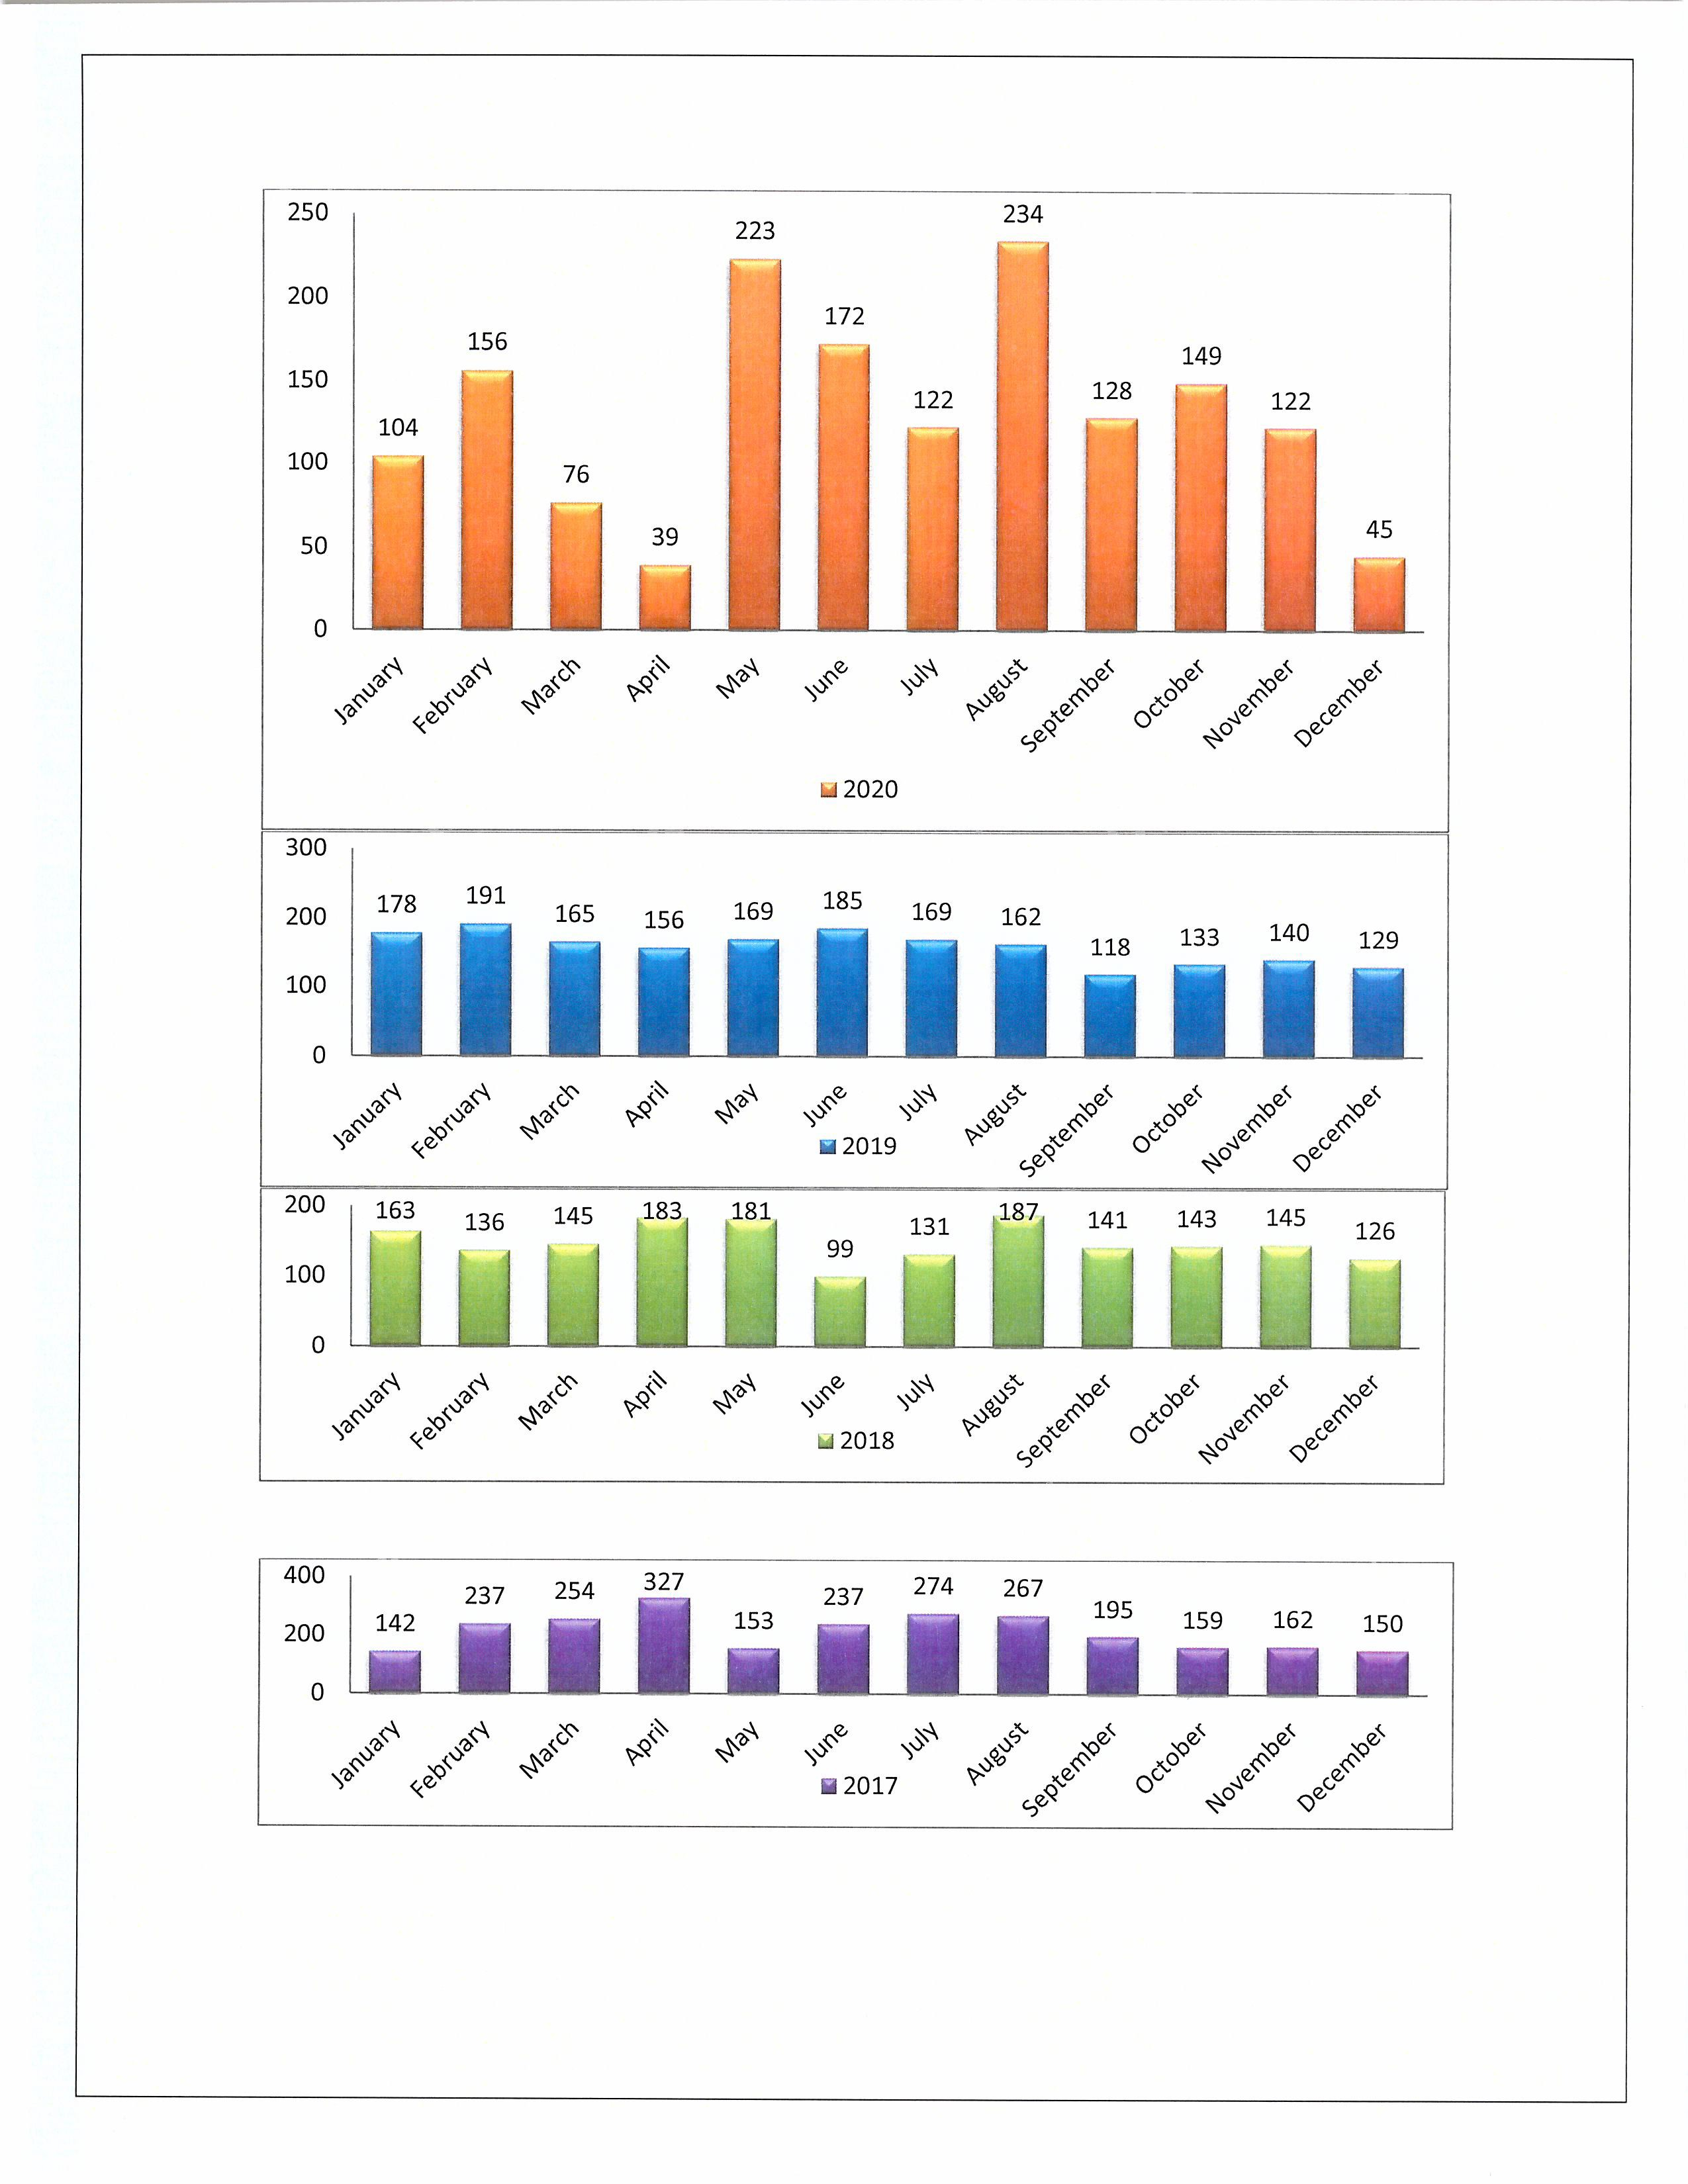 250
200
150
100
50
0
104 156 76 39 223 172 122 234 128 149 122 45
January February March April May June July August September October November December
2020
300
200
100
0
178 191 165 156 169 185 169 162 118 133 140 129
January February March April May June July August September October November December
2019
200
100
0
163 136 145 183 181 99 131 187 141 143 145 126
January February March April May June July August September October November December
2018
400
200
0
142 237 254 327 153 237 274 267 195 159 162 150
January February March April May June July August September October November December
2017